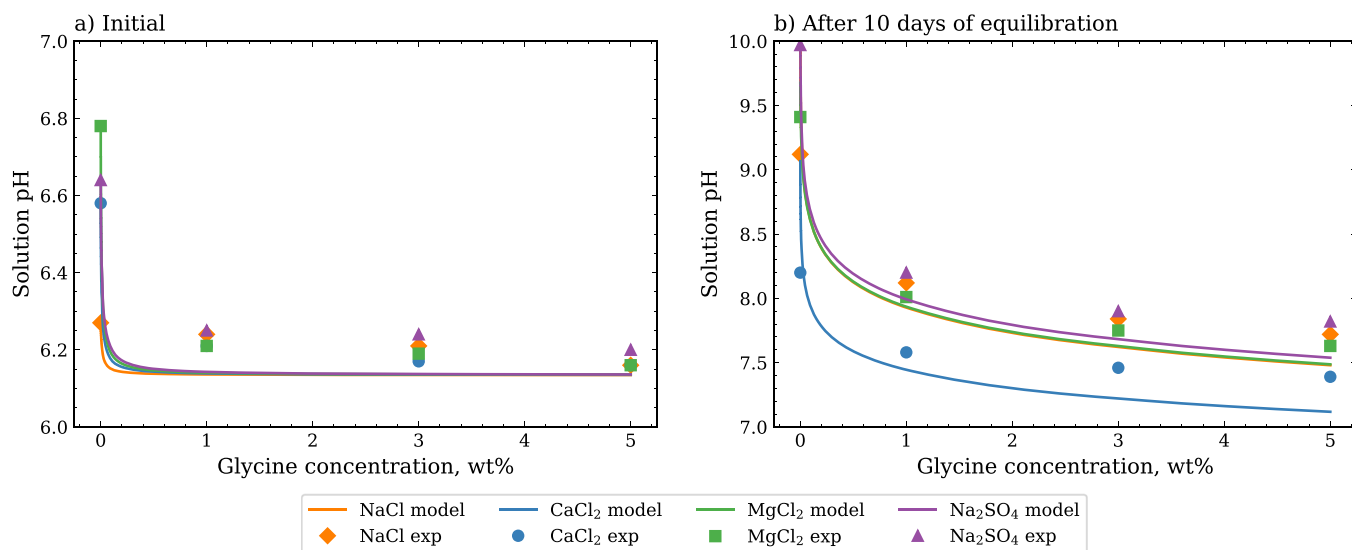 a) Initial
7.0
6.8
6.6
6.4
6.2
6.0
Solution pH
0 1 2 3 4 5
Glycine concentration, wt%
b) After 10 days of equilibration
10.0
9.5
9.0
8.5
8.0
7.5
7.0
Solution pH
0 1 2 3 4 5
Glycine concentration, wt%
NaCl model CaCl₂ model MgCl₂ model Na₂SO₄ model
NaCl exp CaCl₂ exp MgCl₂ exp Na₂SO₄ exp